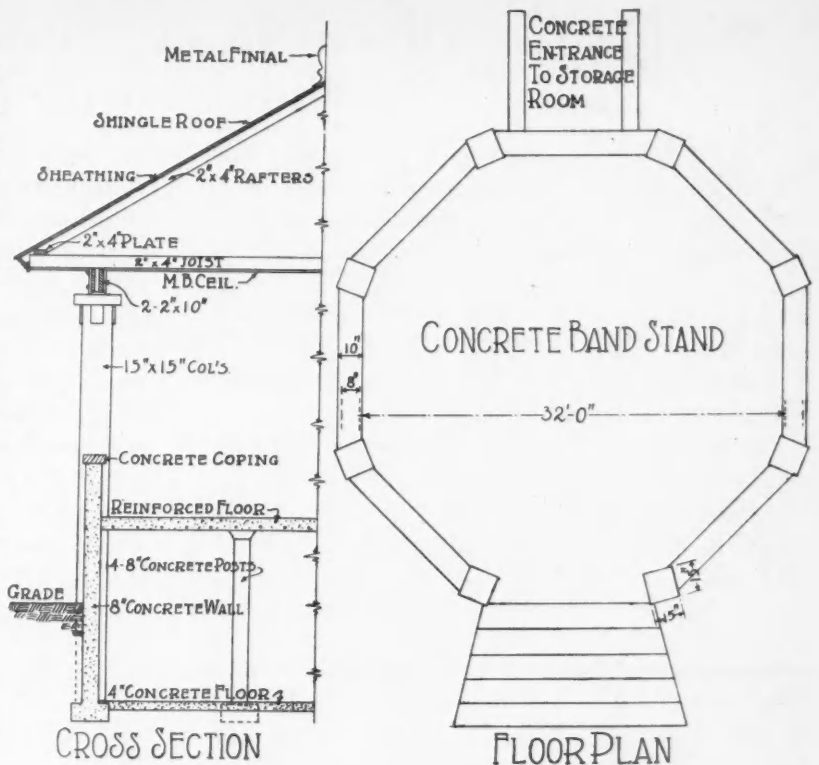 METAL FINIAL
SHINGLE ROOF
SHEATHING
2"x4" RAFTERS
2"x4" PLATE
2"x4" JOIST
M.B. CEIL.
2-2"x10"
15"x15" COL'S.
CONCRETE COPING
REINFORCED FLOOR
4-8" CONCRETE POSTS
GRADE
8" CONCRETE WALL
4" CONCRETE FLOOR
CROSS SECTION
CONCRETE
ENTRANCE
TO STORAGE
ROOM
CONCRETE BAND STAND
10"
8"
32'-0"
15"
FLOOR PLAN